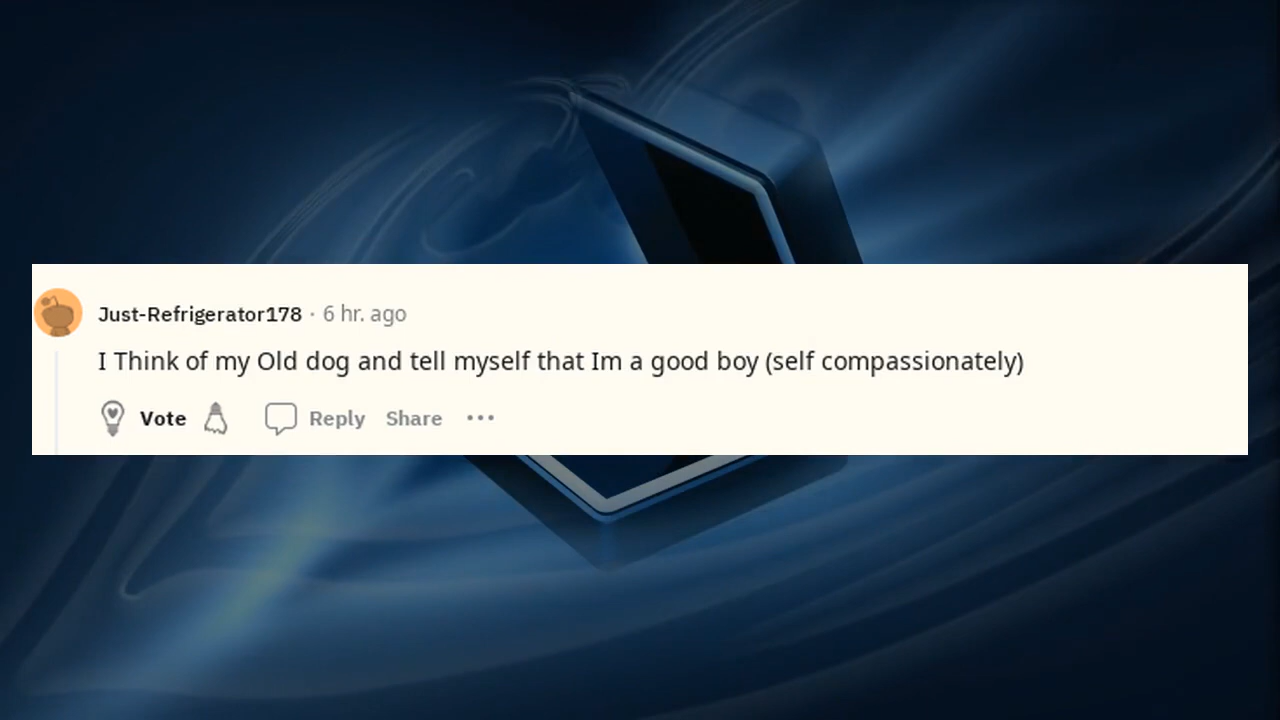 Just-Refrigerator178 · 6 hr. ago
I Think of my Old dog and tell myself that Im a good boy (self compassionately)
Vote Reply Share ···